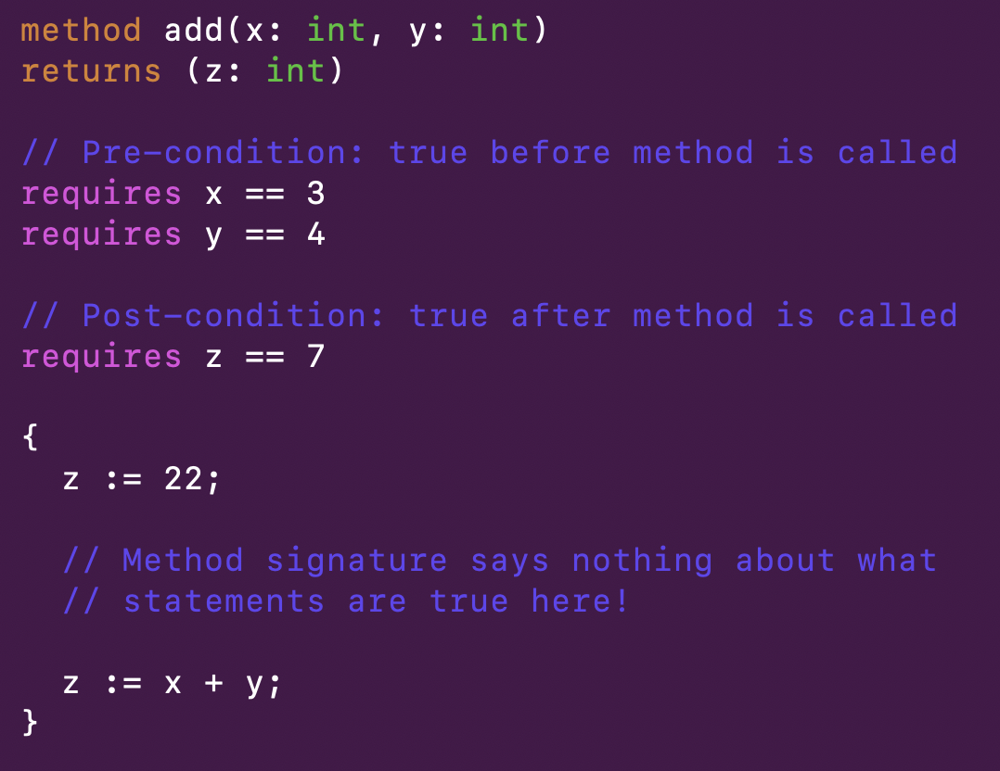 method add(x: int, y: int)
returns (z: int)
// Pre-condition: true before method is called
requires x == 3
requires y == 4
// Post-condition: true after method is called
requires z == 7
{
z := 22;
// Method signature says nothing about what
// statements are true here!
z := x + y;
}